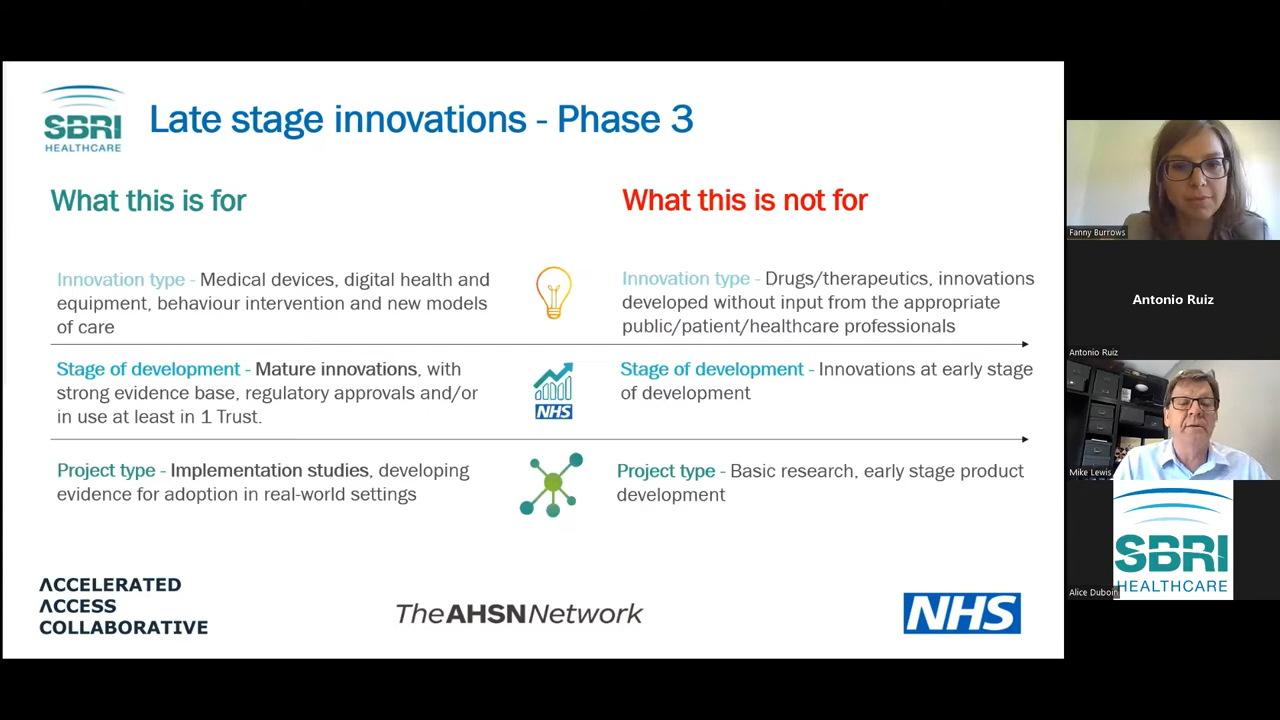 SBRI
HEALTHCARE
Late stage innovations - Phase 3
What this is for
What this is not for
Innovation type - Medical devices, digital health and
equipment, behaviour intervention and new models
of care
Innovation type - Drugs/therapeutics, innovations
developed without input from the appropriate
public/patient/healthcare professionals
Stage of development - Mature innovations, with
strong evidence base, regulatory approvals and/or
in use at least in 1 Trust.
NHS
Stage of development - Innovations at early stage
of development
Project type - Implementation studies, developing
evidence for adoption in real-world settings
Project type - Basic research, early stage product
development
ACCELERATED
ACCESS
COLLABORATIVE
TheAHSNNetwork
NHS
Fanny Burrows
Antonio Ruiz
Antonio Ruiz
Mike Lewis
SBRI
HEALTHCARE
Alice Duboin